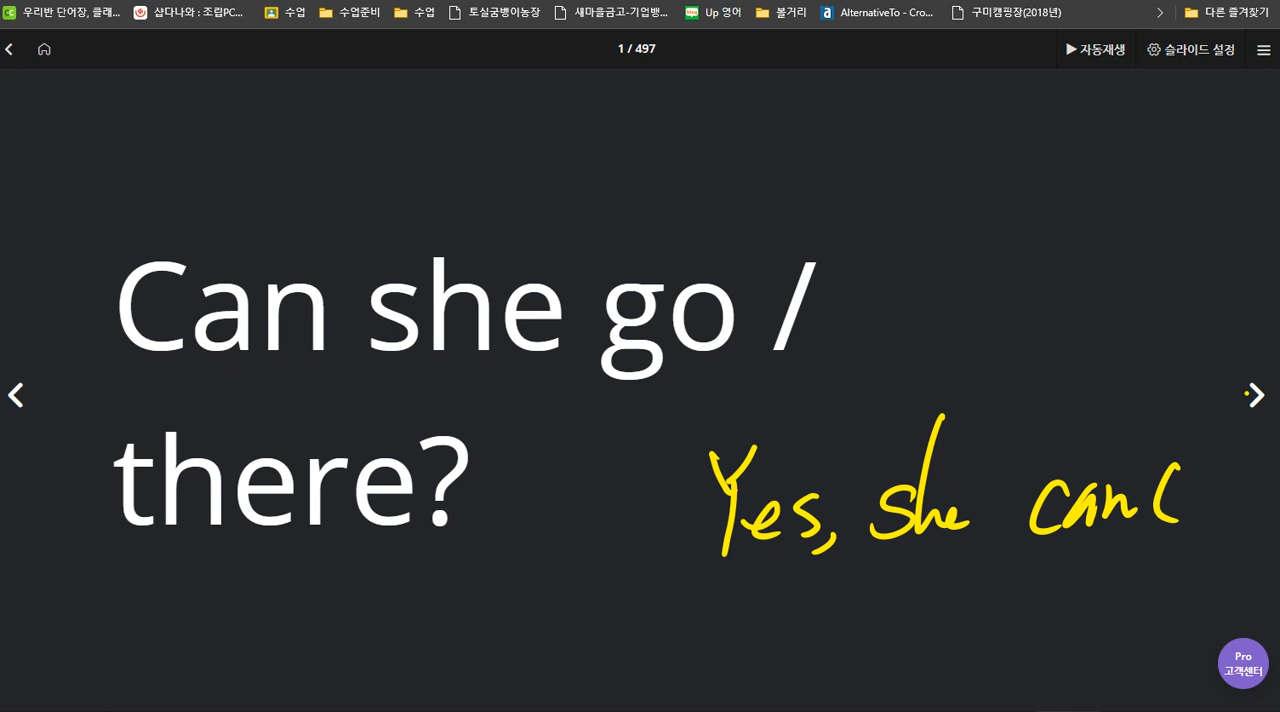 우리반 단어장, 클래... 샵다나와 : 조립PC... 수업 수업준비 수업 토실굼벵이농장 새마을금고-기업뱅... Up 영어 볼거리 AlternativeTo - Cro... 구미캠핑장(2018년) 다른 즐겨찾기
1 / 497 자동재생 슬라이드 설정
Can she go /
there?
Yes, she can (
Pro
고객센터